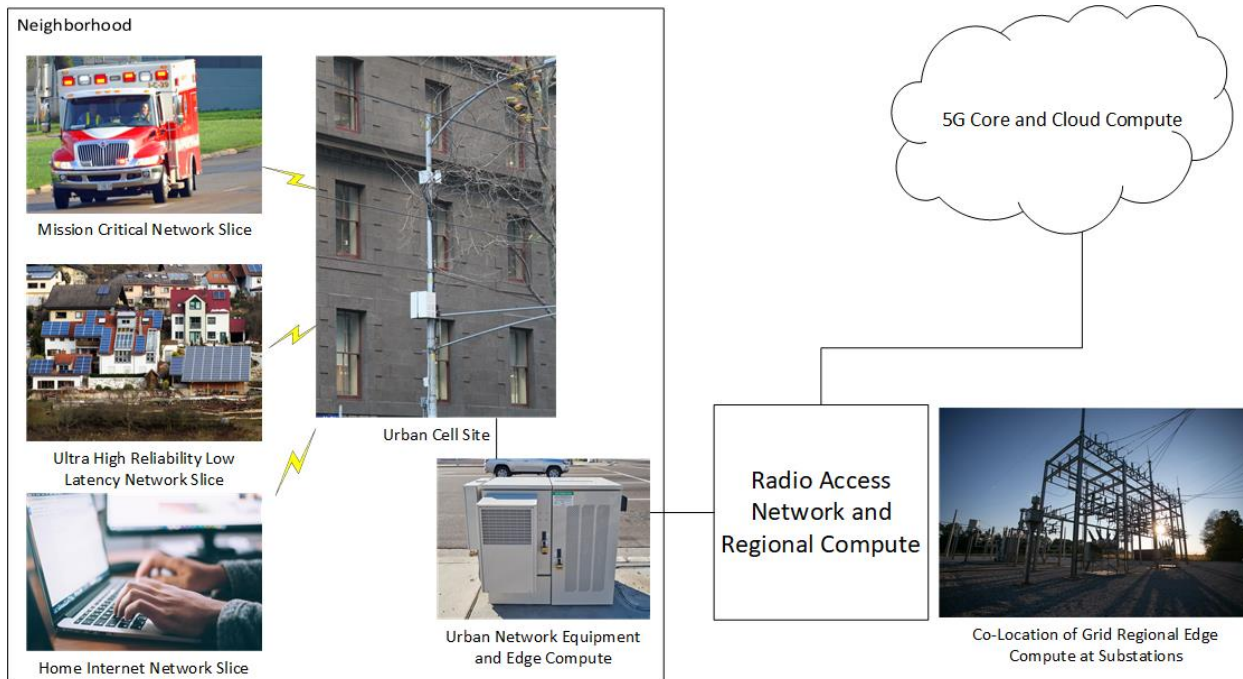 Neighborhood
Mission Critical Network Slice
Ultra High Reliability Low
Latency Network Slice
Home Internet Network Slice
Urban Cell Site
Urban Network Equipment
and Edge Compute
Radio Access
Network and
Regional Compute
5G Core and Cloud Compute
Co-Location of Grid Regional Edge
Compute at Substations